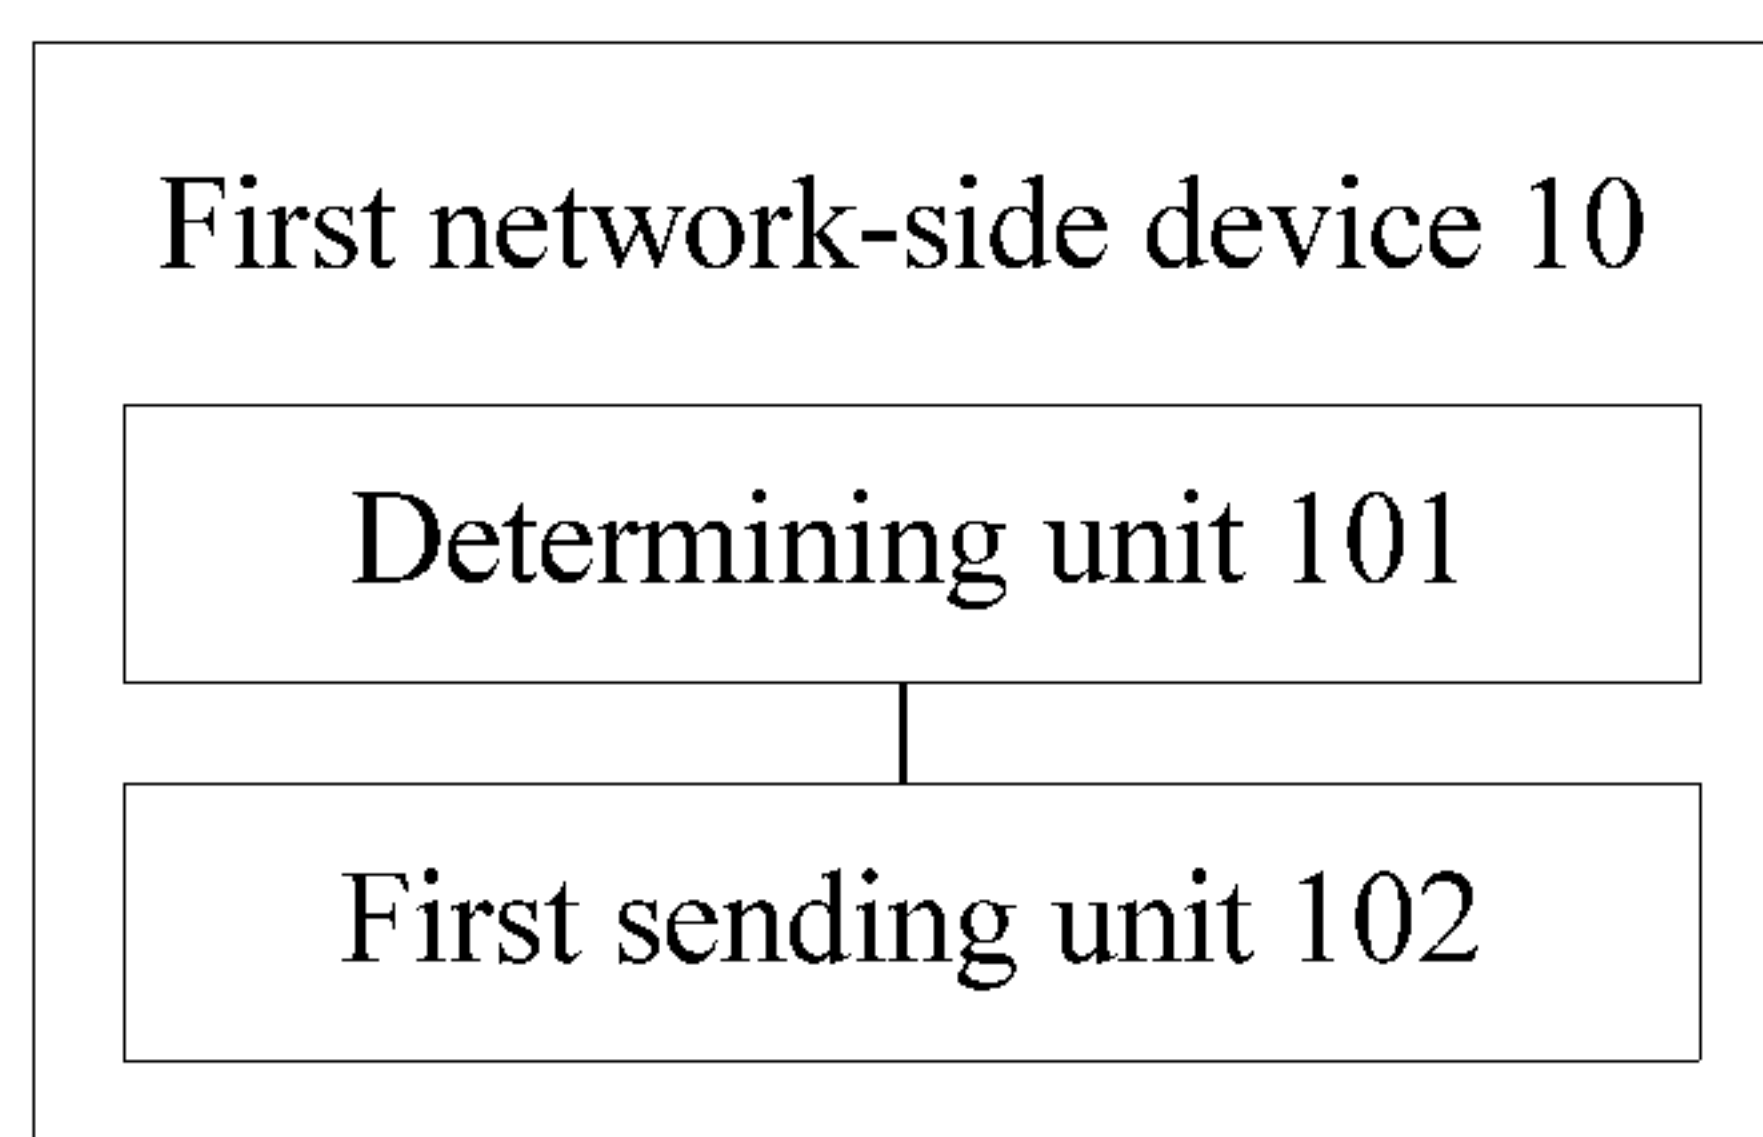 First network-side device 10
Determining unit 101
First sending unit 102